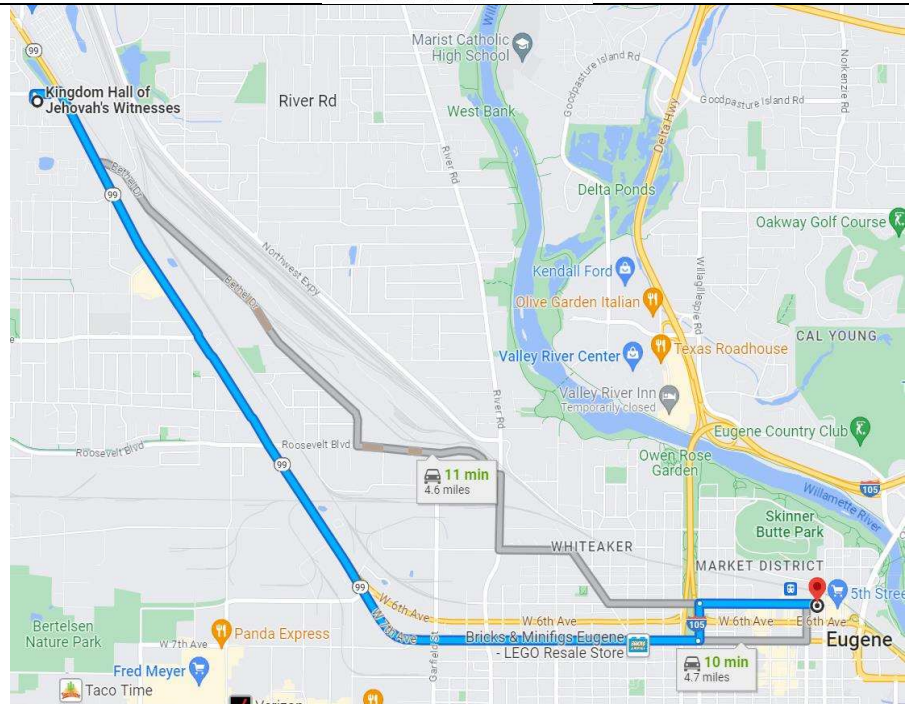 Marist Catholic
High School
99
Kingdom Hall of
Jehovah's Witnesses
River Rd
Goodpasture Island Rd
Goodpasture Island Rd
Norkenzie Rd
West Bank
Delta Hwy
River Rd
Bethel Dr
99
Delta Ponds
Oakway Golf Course
Northwest Expy
Willagillespie Rd
Kendall Ford
Bethel Dr
Olive Garden Italian
CAL YOUNG
Valley River Center
Texas Roadhouse
Valley River Inn
Temporarily closed
River Rd
Eugene Country Club
Roosevelt Blvd
Roosevelt Blvd
Owen Rose
Garden
99
11 min
4.6 miles
105
Willamette River
Skinner
Butte Park
WHITEAKER
MARKET DISTRICT
99
W 6th Ave
5th Stree
W 7th Ave
W 6th Ave
105
W 6th Ave
E 6th Ave
Bertelsen
Nature Park
W 7th Ave
Panda Express
Garfield St
Bricks & Minifigs Eugene
- LEGO Resale Store
Eugene
Fred Meyer
10 min
4.7 miles
Taco Time